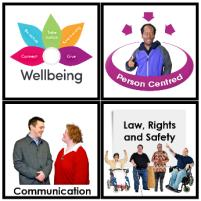 Take
notice
Connect
Give
Wellbeing
Person Centred
Communication
Law, Rights
and Safety